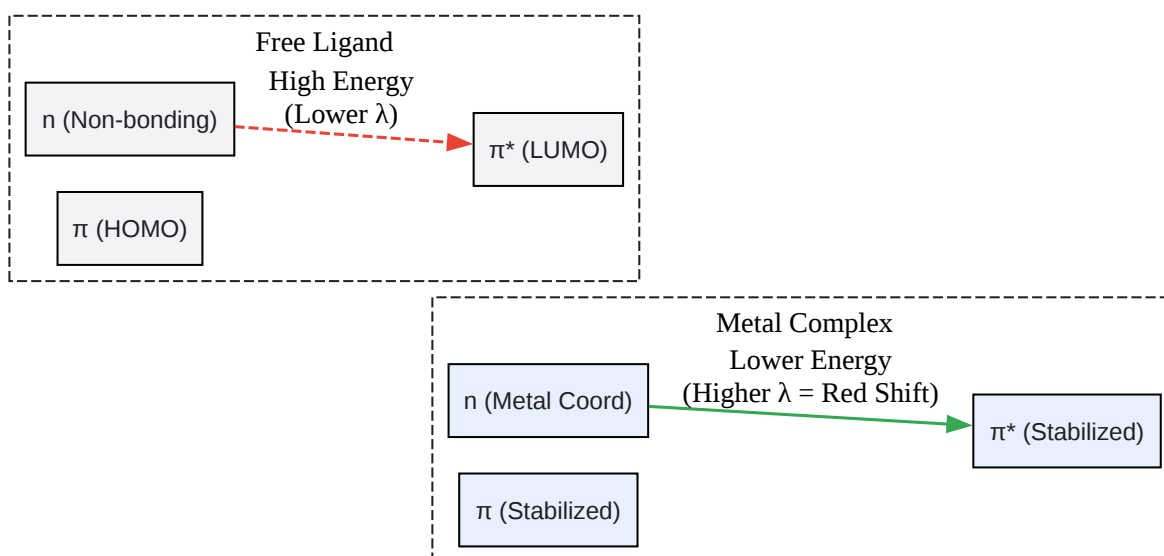 Free Ligand
High Energy
(Lower λ)
n (Non-bonding)
π* (LUMO)
π (HOMO)
Metal Complex
Lower Energy
(Higher λ = Red Shift)
n (Metal Coord)
π* (Stabilized)
π (Stabilized)